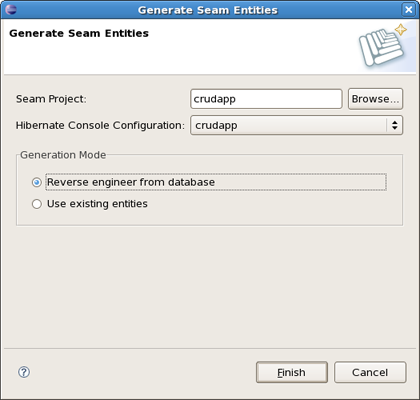 Generate Seam Entities
Generate Seam Entities
Seam Project: crudapp Browse...
Hibernate Console Configuration: crudapp
Generation Mode
Reverse engineer from database
Use existing entities
? Finish Cancel